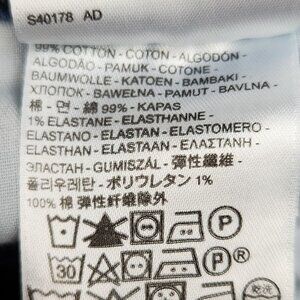 S40178 AD
99% COTTON - COTON - ALGODÓN -
ALGODÃO - PAMUK - COTONE -
BAUMWOLLE - KATOEN - BAMBAKI -
ХЛОПОК - BAWEŁNA - PAMUT - BAVLNA -
棉 - 면 - 綿 99% - KAPAS
1% ELASTANE - ELASTHANNE -
ELASTANO - ELASTAN - ELASTOMERO -
ELASTHAN - ELASTAAN - ΕΛΑΣΤΑΝΗ -
ЭЛАСТАН - GUMISZÁL - 彈性纖維 -
폴리우레탄 - ポリウレタン 1%
100% 棉 弹性纤维除外
P
30
P